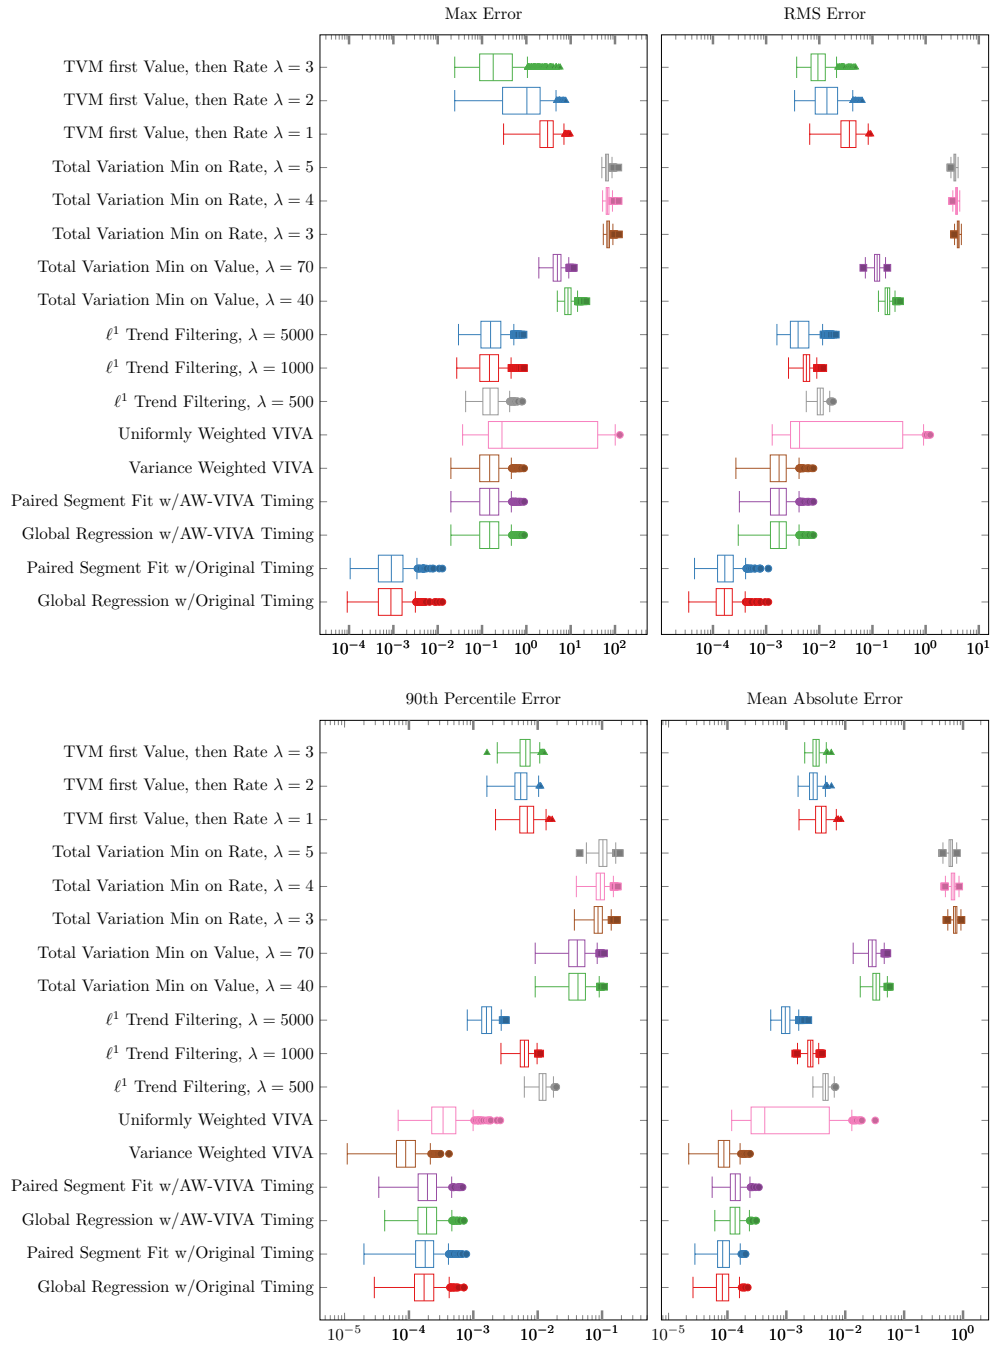 Max Error
RMS Error
TVM first Value, then Rate λ = 3
TVM first Value, then Rate λ = 2
TVM first Value, then Rate λ = 1
Total Variation Min on Rate, λ = 5
Total Variation Min on Rate, λ = 4
Total Variation Min on Rate, λ = 3
Total Variation Min on Value, λ = 70
Total Variation Min on Value, λ = 40
ℓ¹ Trend Filtering, λ = 5000
ℓ¹ Trend Filtering, λ = 1000
ℓ¹ Trend Filtering, λ = 500
Uniformly Weighted VIVA
Variance Weighted VIVA
Paired Segment Fit w/AW-VIVA Timing
Global Regression w/AW-VIVA Timing
Paired Segment Fit w/Original Timing
Global Regression w/Original Timing
10⁻⁴ 10⁻³ 10⁻² 10⁻¹ 10⁰ 10¹ 10²
10⁻⁴ 10⁻³ 10⁻² 10⁻¹ 10⁰ 10¹
90th Percentile Error
Mean Absolute Error
TVM first Value, then Rate λ = 3
TVM first Value, then Rate λ = 2
TVM first Value, then Rate λ = 1
Total Variation Min on Rate, λ = 5
Total Variation Min on Rate, λ = 4
Total Variation Min on Rate, λ = 3
Total Variation Min on Value, λ = 70
Total Variation Min on Value, λ = 40
ℓ¹ Trend Filtering, λ = 5000
ℓ¹ Trend Filtering, λ = 1000
ℓ¹ Trend Filtering, λ = 500
Uniformly Weighted VIVA
Variance Weighted VIVA
Paired Segment Fit w/AW-VIVA Timing
Global Regression w/AW-VIVA Timing
Paired Segment Fit w/Original Timing
Global Regression w/Original Timing
10⁻⁵ 10⁻⁴ 10⁻³ 10⁻² 10⁻¹
10⁻⁵ 10⁻⁴ 10⁻³ 10⁻² 10⁻¹ 10⁰